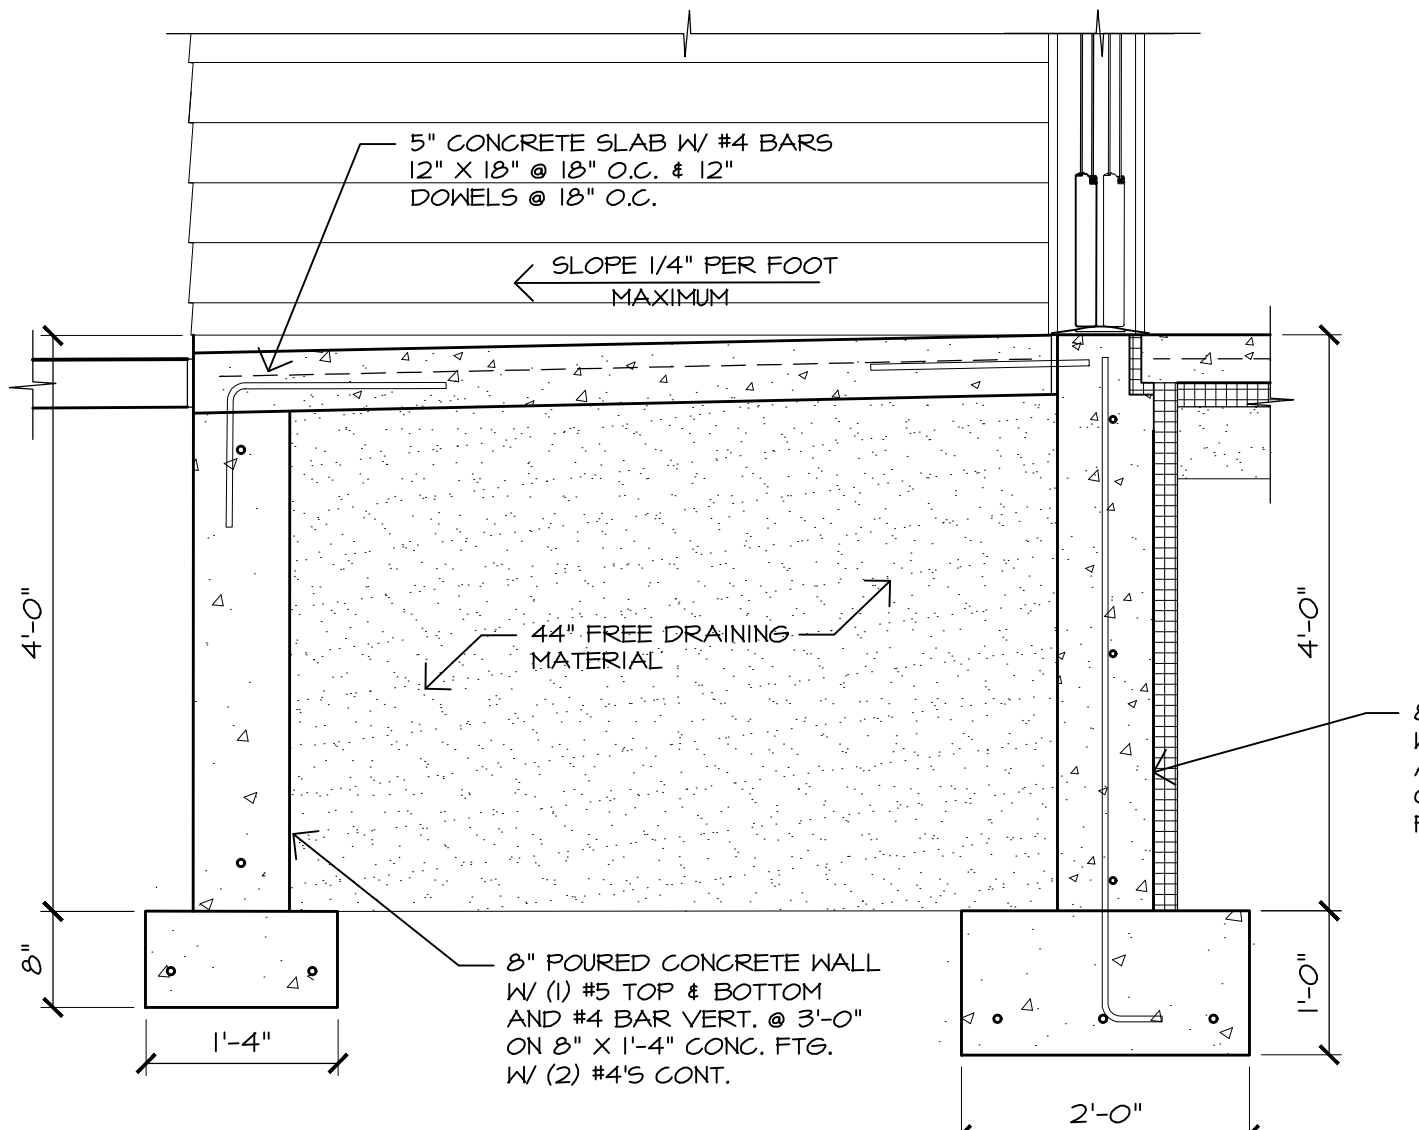 5" CONCRETE SLAB W/ #4 BARS
12" X 18" @ 18" O.C. & 12"
DOWELS @ 18" O.C.
SLOPE 1/4" PER FOOT
MAXIMUM
4'-0"
4'-0"
44" FREE DRAINING
MATERIAL
8"
8" POURED CONCRETE WALL
W/ (1) #5 TOP & BOTTOM
AND #4 BAR VERT. @ 3'-0"
ON 8" X 1'-4" CONC. FTG.
W/ (2) #4'S CONT.
1'-0"
1'-4"
2'-0"